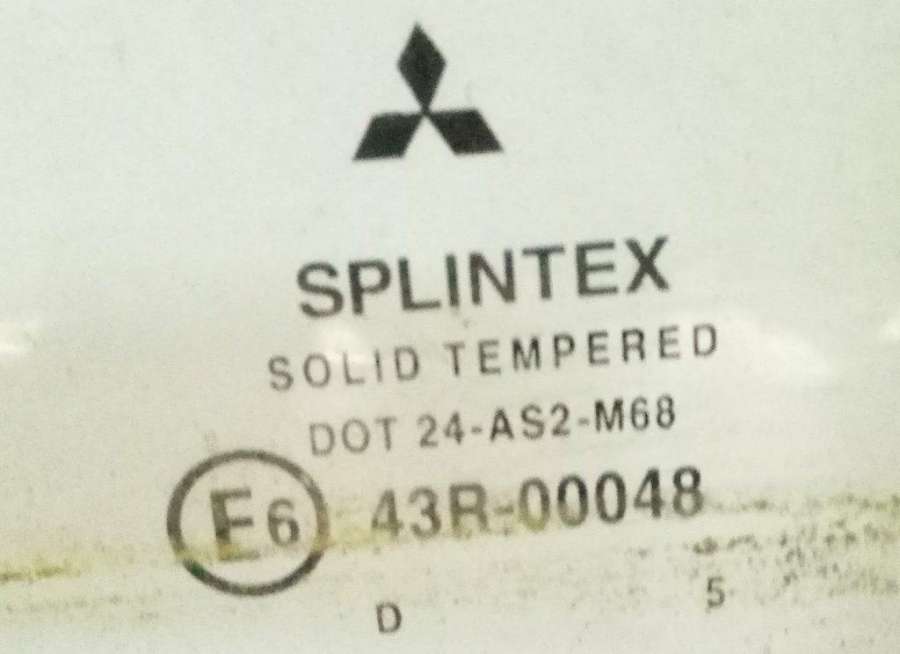 SPLINTEX
SOLID TEMPERED
DOT 24-AS2-M68
E6 43R-00048
D 5